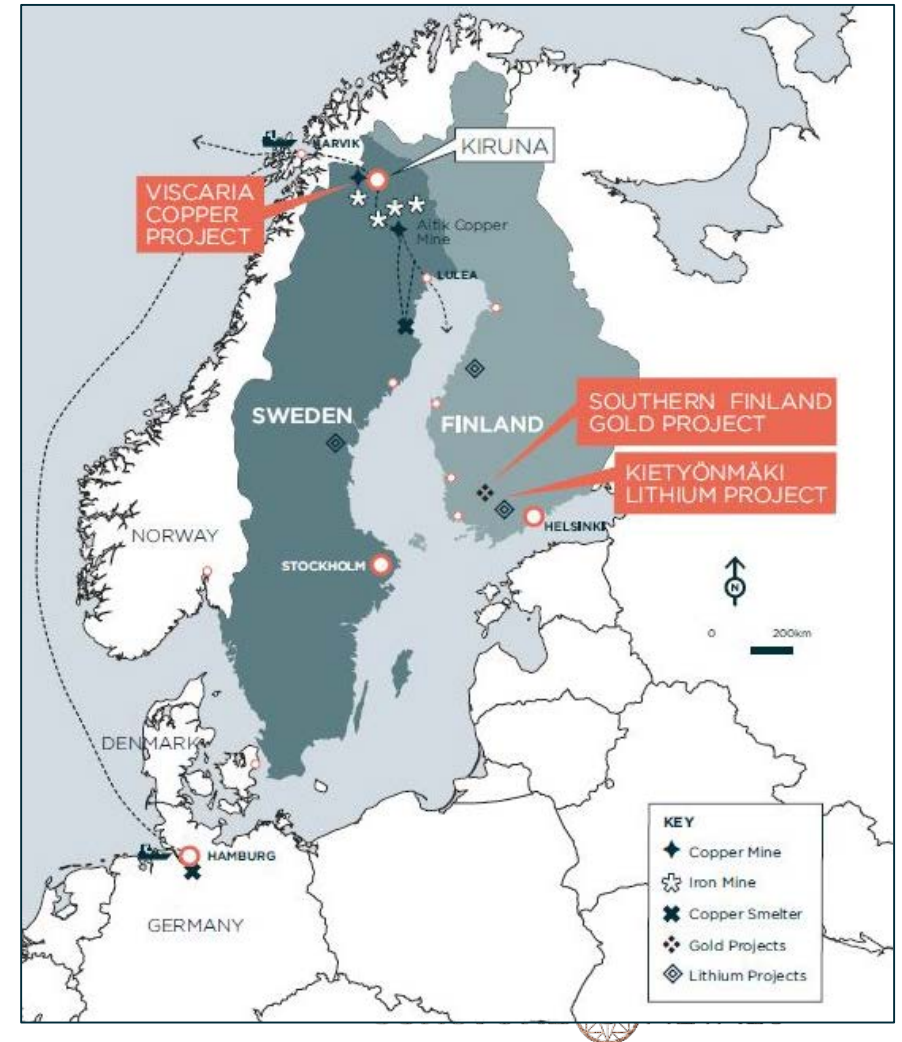 NARVIK
KIRUNA
VISCARIA
COPPER
PROJECT
Aitik Copper
Mine
LULEA
SWEDEN
FINLAND
SOUTHERN FINLAND
GOLD PROJECT
KIETYÖNMÄKI
LITHIUM PROJECT
HELSINKI
NORWAY
STOCKHOLM
N
0 200km
DENMARK
HAMBURG
GERMANY
KEY
Copper Mine
Iron Mine
Copper Smelter
Gold Projects
Lithium Projects